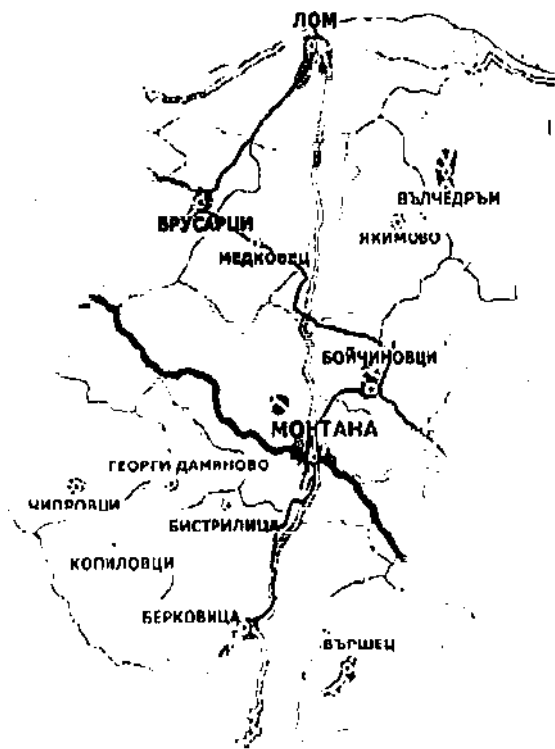 ЛОМ
ВЪЛЧЕДРЪМ
БРУСАРЦИ
ЯКИМОВО
МЕДКОВЕЦ
БОЙЧИНОВЦИ
МОНТАНА
ГЕОРГИ ДАМЯНОВО
ЧИПРОВЦИ
БИСТРИЛИЦА
КОПИЛОВЦИ
БЕРКОВИЦА
ВЪРШЕЦ